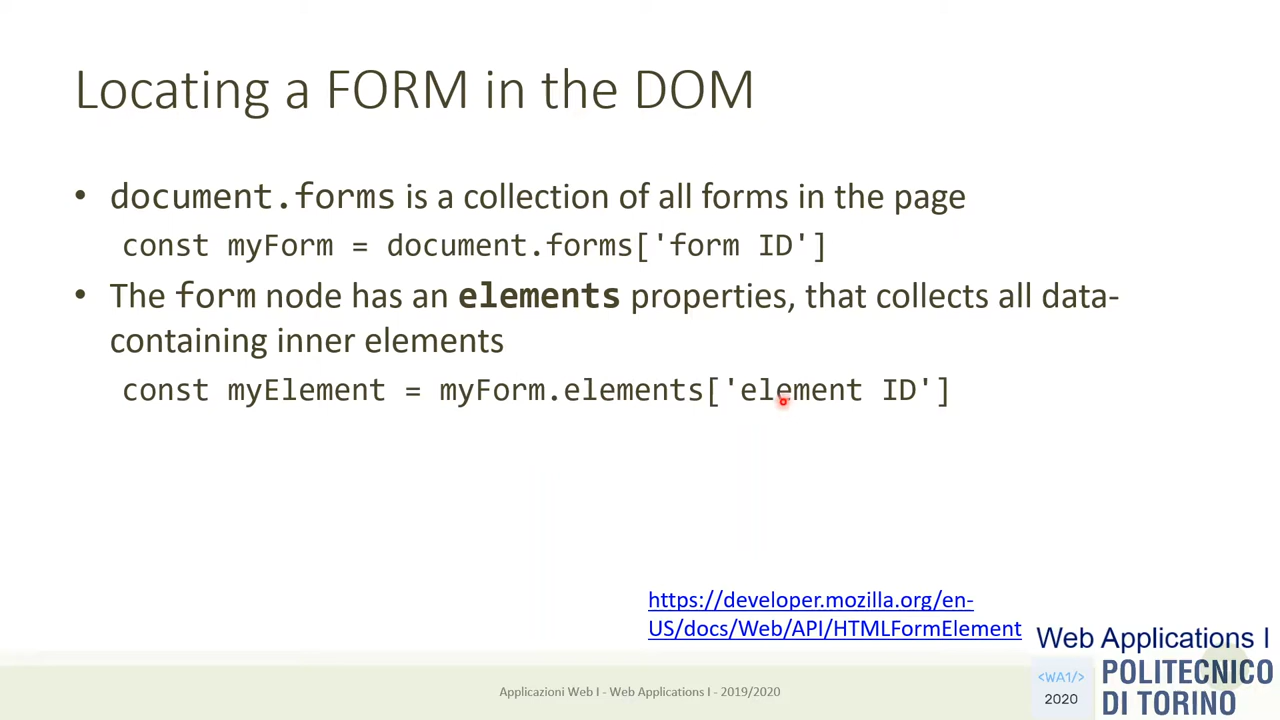 Locating a FORM in the DOM
• document.forms is a collection of all forms in the page
const myForm = document.forms['form ID']
• The form node has an elements properties, that collects all data-
containing inner elements
const myElement = myForm.elements['element ID']
https://developer.mozilla.org/en-
US/docs/Web/API/HTMLFormElement
Web Applications I
<WA1/>
2020
POLITECNICO
DI TORINO
Applicazioni Web I - Web Applications I - 2019/2020